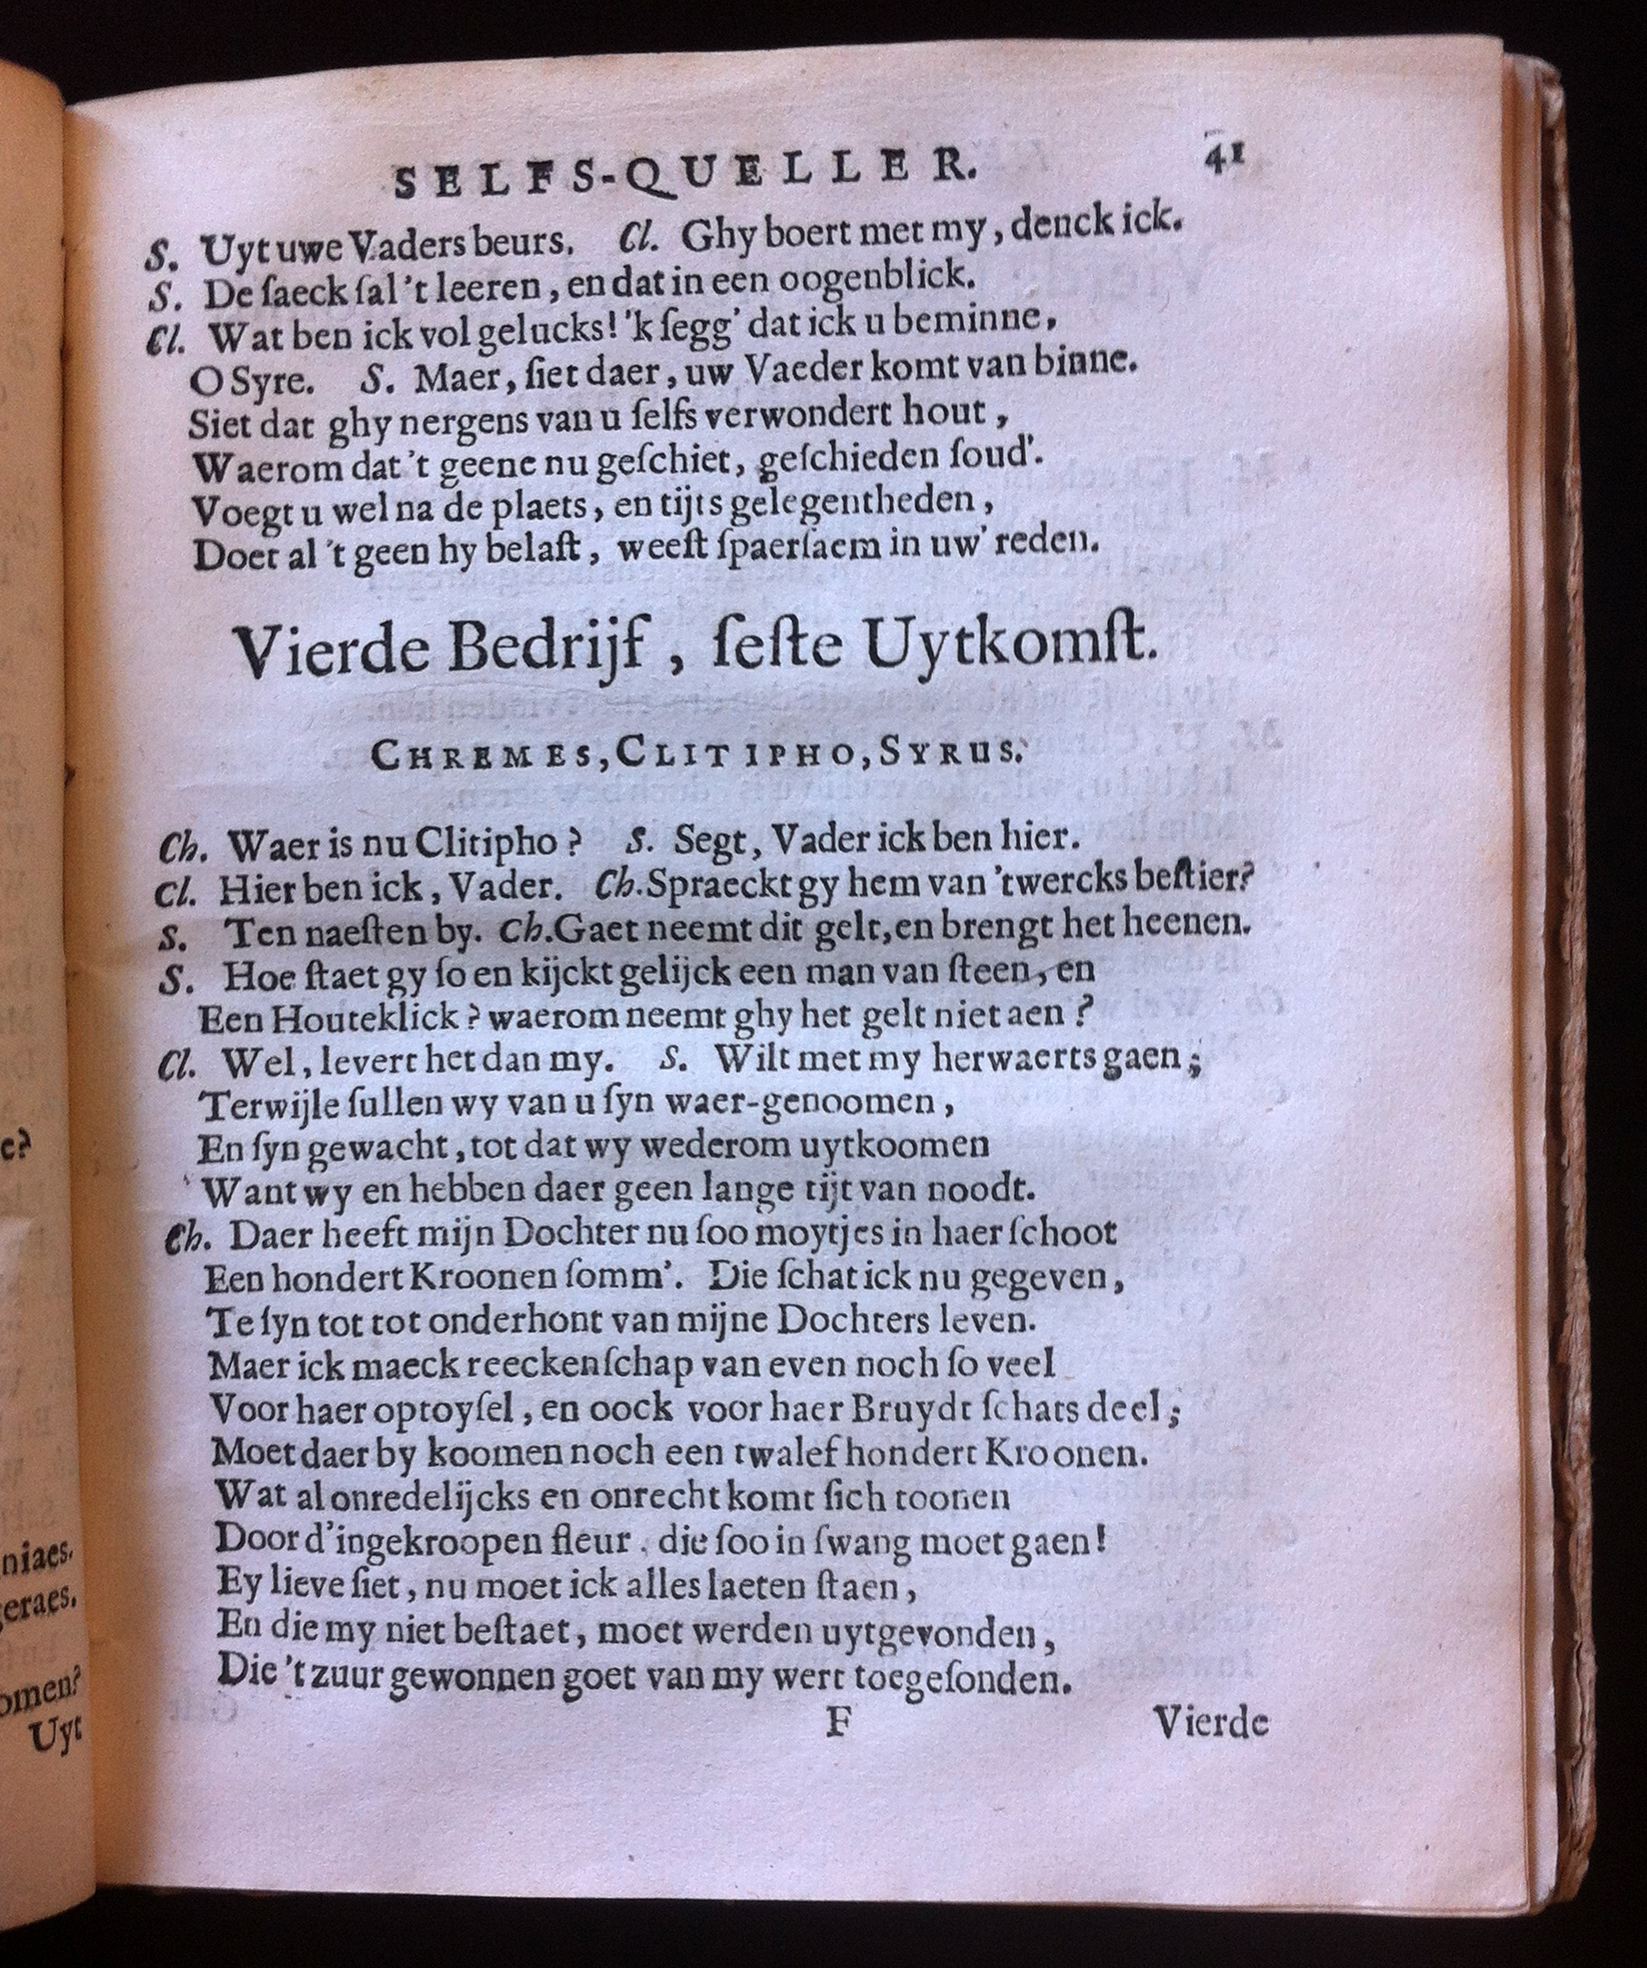 SELFS-QUELLER. 41
S. Uyt uwe Vaders beurs. Cl. Ghy boert met my, denck ick.
S. De ſaeck ſal 't leeren, en dat in een oogenblick.
Cl. Wat ben ick vol gelucks! 'k ſegg' dat ick u beminne,
O Syre. S. Maer, ſiet daer, uw Vaeder komt van binne.
Siet dat ghy nergens van u ſelfs verwondert hout,
Waerom dat 't geene nu geſchiet, geſchieden ſoud'.
Voegt u wel na de plaets, en tijts gelegentheden,
Doet al 't geen hy belaſt, weeſt ſpaerſaem in uw' reden.
Vierde Bedrijf, ſeſte Uytkomſt.
CHREMES, CLITIPHO, SYRUS.
Ch. Waer is nu Clitipho? S. Segt, Vader ick ben hier.
Cl. Hier ben ick, Vader. Ch. Spraeckt gy hem van 'twercks beſtier?
S. Ten naeſten by. Ch. Gaet neemt dit gelt, en brengt het heenen.
S. Hoe ſtaet gy ſo en kijckt gelijck een man van ſteen, en
Een Houteklick? waerom neemt ghy het gelt niet aen?
Cl. Wel, levert het dan my. S. Wilt met my herwaerts gaen;
Terwijle ſullen wy van u ſyn waer-genoomen,
En ſyn gewacht, tot dat wy wederom uytkoomen
Want wy en hebben daer geen lange tijt van noodt.
Ch. Daer heeft mijn Dochter nu ſoo moytjes in haer ſchoot
Een hondert Kroonen ſomm'. Die ſchat ick nu gegeven,
Te ſyn tot tot onderhont van mijne Dochters leven.
Maer ick maeck reeckenſchap van even noch ſo veel
Voor haer optoyſel, en oock voor haer Bruydt ſchats deel;
Moet daer by koomen noch een twalef hondert Kroonen.
Wat al onredelijcks en onrecht komt ſich toonen
Door d'ingekroopen fleur, die ſoo in ſwang moet gaen!
Ey lieve ſiet, nu moet ick alles laeten ſtaen,
En die my niet beſtaet, moet werden uytgevonden,
Die 't zuur gewonnen goet van my wert toegeſonden.
F Vierde
e?
niaes.
geraes.
omen?
Uyt